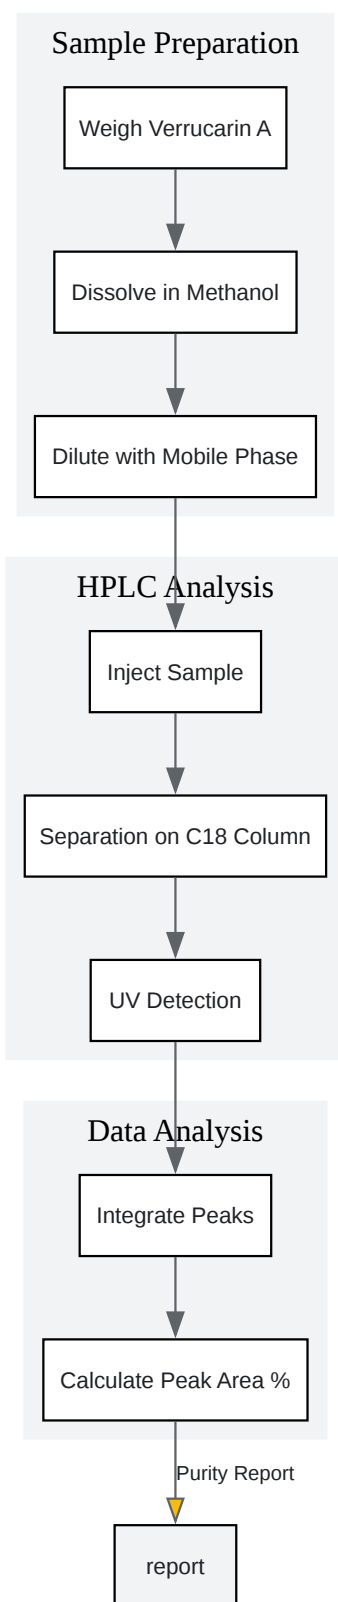 Sample Preparation
Weigh Verrucarin A
Dissolve in Methanol
Dilute with Mobile Phase
HPLC Analysis
Inject Sample
Separation on C18 Column
UV Detection
Data Analysis
Integrate Peaks
Calculate Peak Area %
Purity Report
report